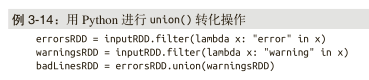 例 3-14：用 Python 进行 union() 转化操作
errorsRDD = inputRDD.filter(lambda x: "error" in x)
warningsRDD = inputRDD.filter(lambda x: "warning" in x)
badLinesRDD = errorsRDD.union(warningsRDD)